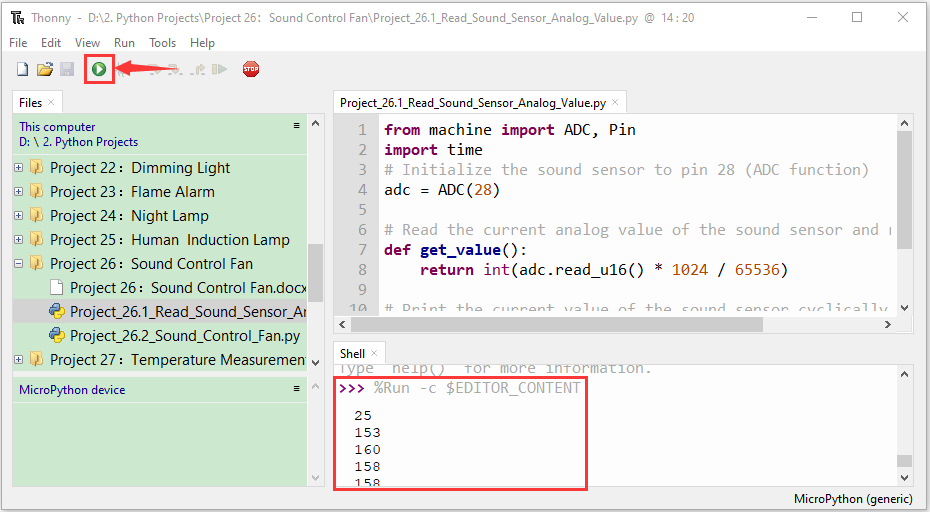 Thonny - D:\2. Python Projects\Project 26：Sound Control Fan\Project_26.1_Read_Sound_Sensor_Analog_Value.py @ 14 : 20
File Edit View Run Tools Help
STOP
Files
This computer
D: \ 2. Python Projects
Project 22：Dimming Light
Project 23：Flame Alarm
Project 24：Night Lamp
Project 25：Human Induction Lamp
Project 26：Sound Control Fan
Project 26：Sound Control Fan.docx
Project_26.1_Read_Sound_Sensor_A
Project_26.2_Sound_Control_Fan.py
Project 27：Temperature Measuremen
MicroPython device
Project_26.1_Read_Sound_Sensor_Analog_Value.py
1 from machine import ADC, Pin
2 import time
3 # Initialize the sound sensor to pin 28 (ADC function)
4 adc = ADC(28)
5
6 # Read the current analog value of the sound sensor and
7 def get_value():
8 return int(adc.read_u16() * 1024 / 65536)
9
10 # Print the current value of the sound sensor cyclically
Shell
Type "help()" for more information.
>>> %Run -c $EDITOR_CONTENT
25
153
160
158
158
MicroPython (generic)